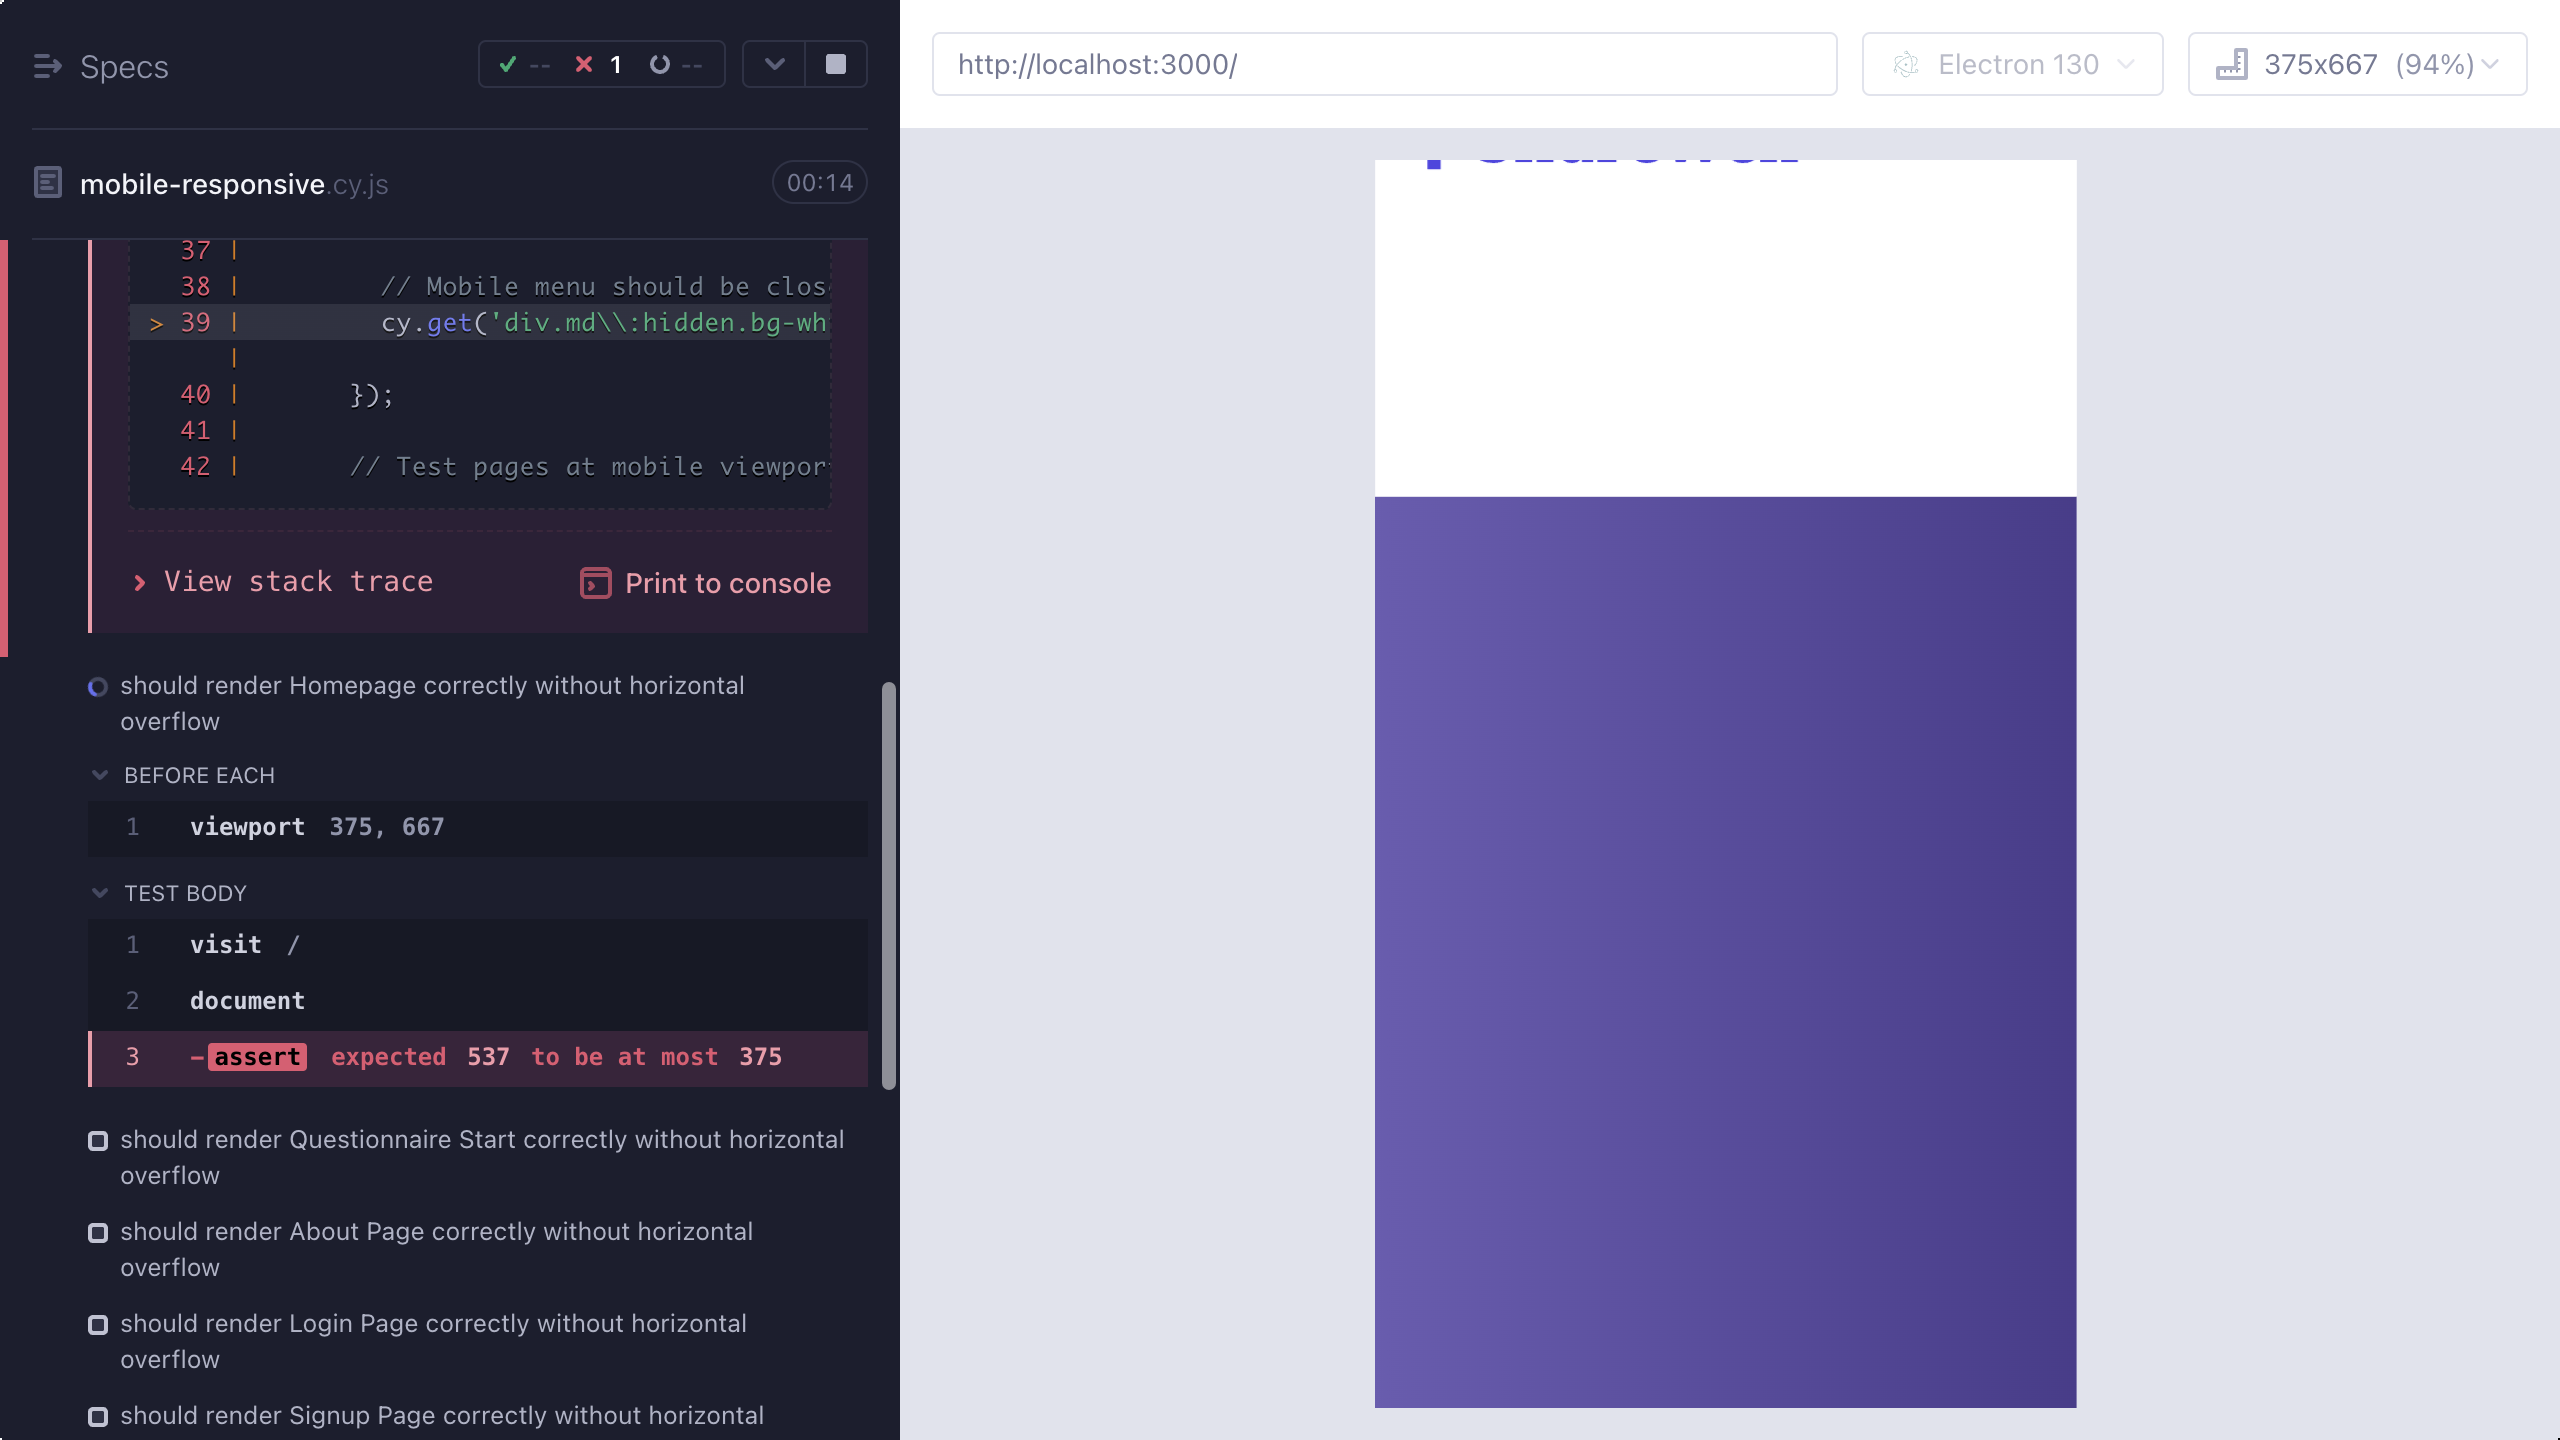 Specs
-- 1 --
mobile-responsive.cy.js
00:14
37 |
38 | // Mobile menu should be clos
> 39 | cy.get('div.md\\:hidden.bg-wh
|
40 | });
41 |
42 | // Test pages at mobile viewpor
View stack trace
Print to console
should render Homepage correctly without horizontal
overflow
BEFORE EACH
1 viewport 375, 667
TEST BODY
1 visit /
2 document
3 -assert expected 537 to be at most 375
should render Questionnaire Start correctly without horizontal
overflow
should render About Page correctly without horizontal
overflow
should render Login Page correctly without horizontal
overflow
should render Signup Page correctly without horizontal
http://localhost:3000/
Electron 130
375x667 (94%)